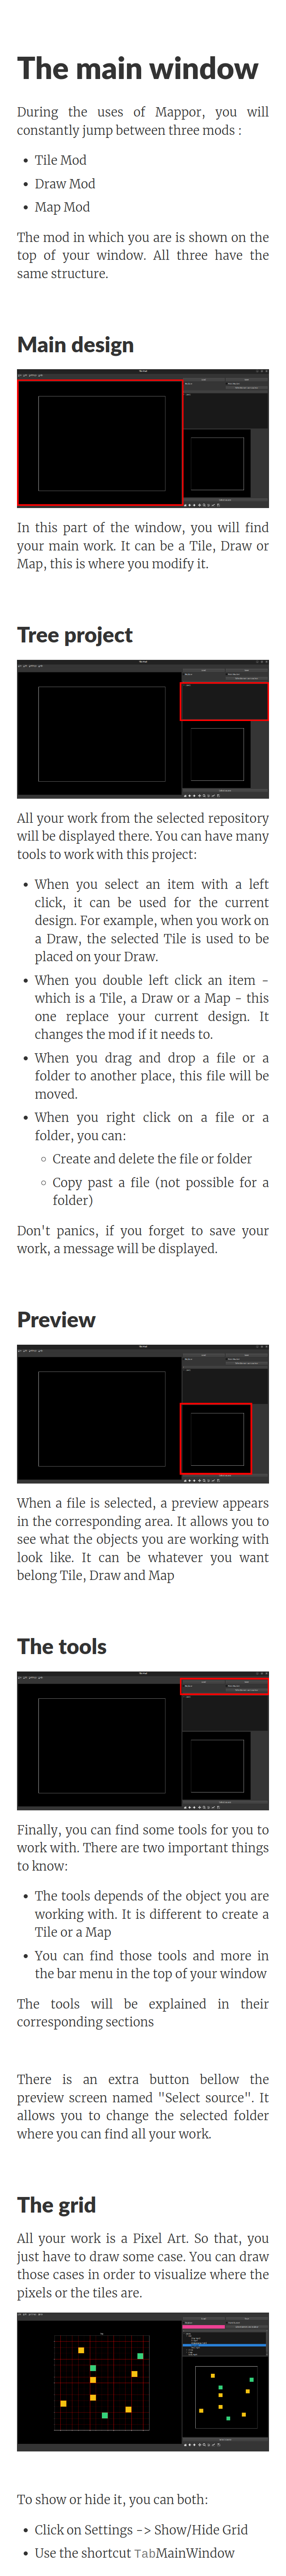 The main window
During the uses of Mappor, you will
constantly jump between three mods :
• Tile Mod
• Draw Mod
• Map Mod
The mod in which you are is shown on the
top of your window. All three have the
same structure.
Main design
In this part of the window, you will find
your main work. It can be a Tile, Draw or
Map, this is where you modify it.
Tree project
All your work from the selected repository
will be displayed there. You can have many
tools to work with this project:
• When you select an item with a left
click, it can be used for the current
design. For example, when you work on
a Draw, the selected Tile is used to be
placed on your Draw.
• When you double left click an item -
which is a Tile, a Draw or a Map - this
one replace your current design. It
changes the mod if it needs to.
• When you drag and drop a file or a
folder to another place, this file will be
moved.
• When you right click on a file or a
folder, you can:
◦ Create and delete the file or folder
◦ Copy past a file (not possible for a
folder)
Don't panics, if you forget to save your
work, a message will be displayed.
Preview
When a file is selected, a preview appears
in the corresponding area. It allows you to
see what the objects you are working with
look like. It can be whatever you want
belong Tile, Draw and Map
The tools
Finally, you can find some tools for you to
work with. There are two important things
to know:
• The tools depends of the object you are
working with. It is different to create a
Tile or a Map
• You can find those tools and more in
the bar menu in the top of your window
The tools will be explained in their
corresponding sections
There is an extra button bellow the
preview screen named "Select source". It
allows you to change the selected folder
where you can find all your work.
The grid
All your work is a Pixel Art. So that, you
just have to draw some case. You can draw
those cases in order to visualize where the
pixels or the tiles are.
To show or hide it, you can both:
• Click on Settings -> Show/Hide Grid
• Use the shortcut TabMainWindow